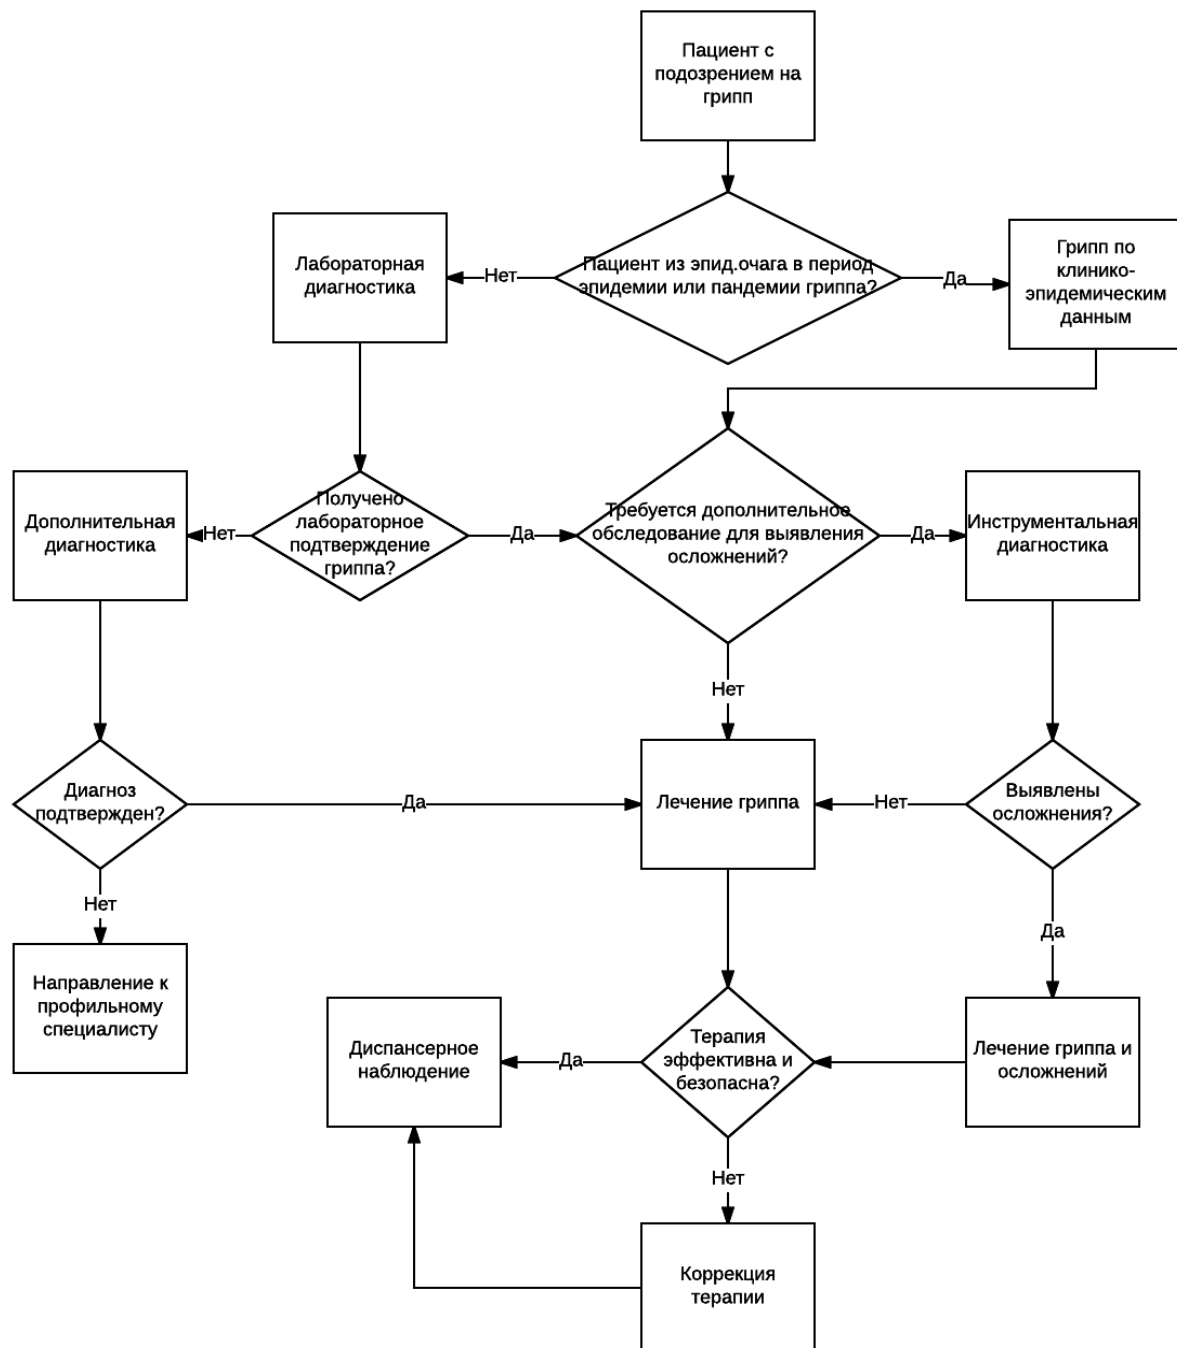 Пациент с
подозрением на
грипп
Лабораторная
диагностика
Нет
Пациент из эпид.очага в период
эпидемии или пандемии гриппа?
Да
Грипп по
клинико-
эпидемическим
данным
Дополнительная
диагностика
Нет
Получено
лабораторное
подтверждение
гриппа?
Да
Требуется дополнительное
обследование для выявления
осложнений?
Да
Инструментальная
диагностика
Нет
Диагноз
подтвержден?
Да
Лечение гриппа
Нет
Выявлены
осложнения?
Нет
Да
Направление к
профильному
специалисту
Диспансерное
наблюдение
Да
Терапия
эффективна и
безопасна?
Лечение гриппа и
осложнений
Нет
Коррекция
терапии